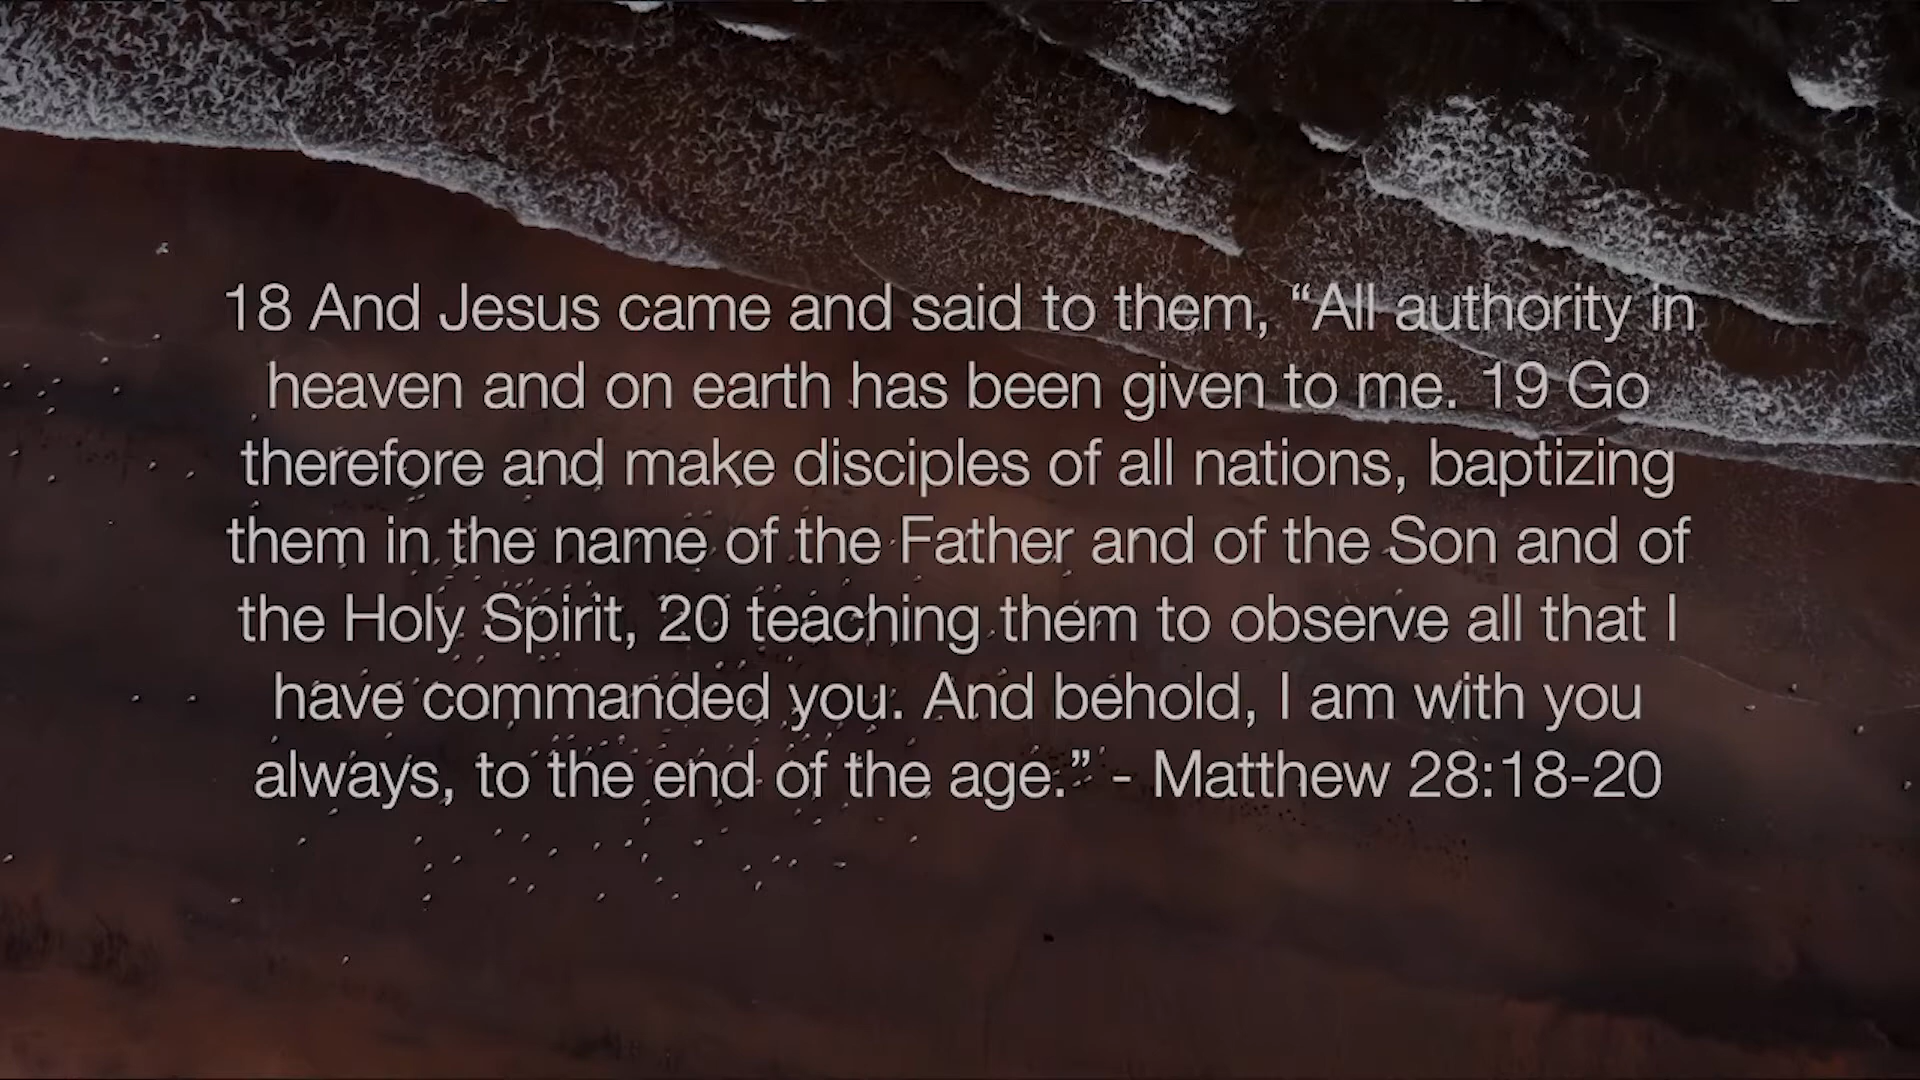 18 And Jesus came and said to them, “All authority in
heaven and on earth has been given to me. 19 Go
therefore and make disciples of all nations, baptizing
them in the name of the Father and of the Son and of
the Holy Spirit, 20 teaching them to observe all that I
have commanded you. And behold, I am with you
always, to the end of the age.” - Matthew 28:18-20